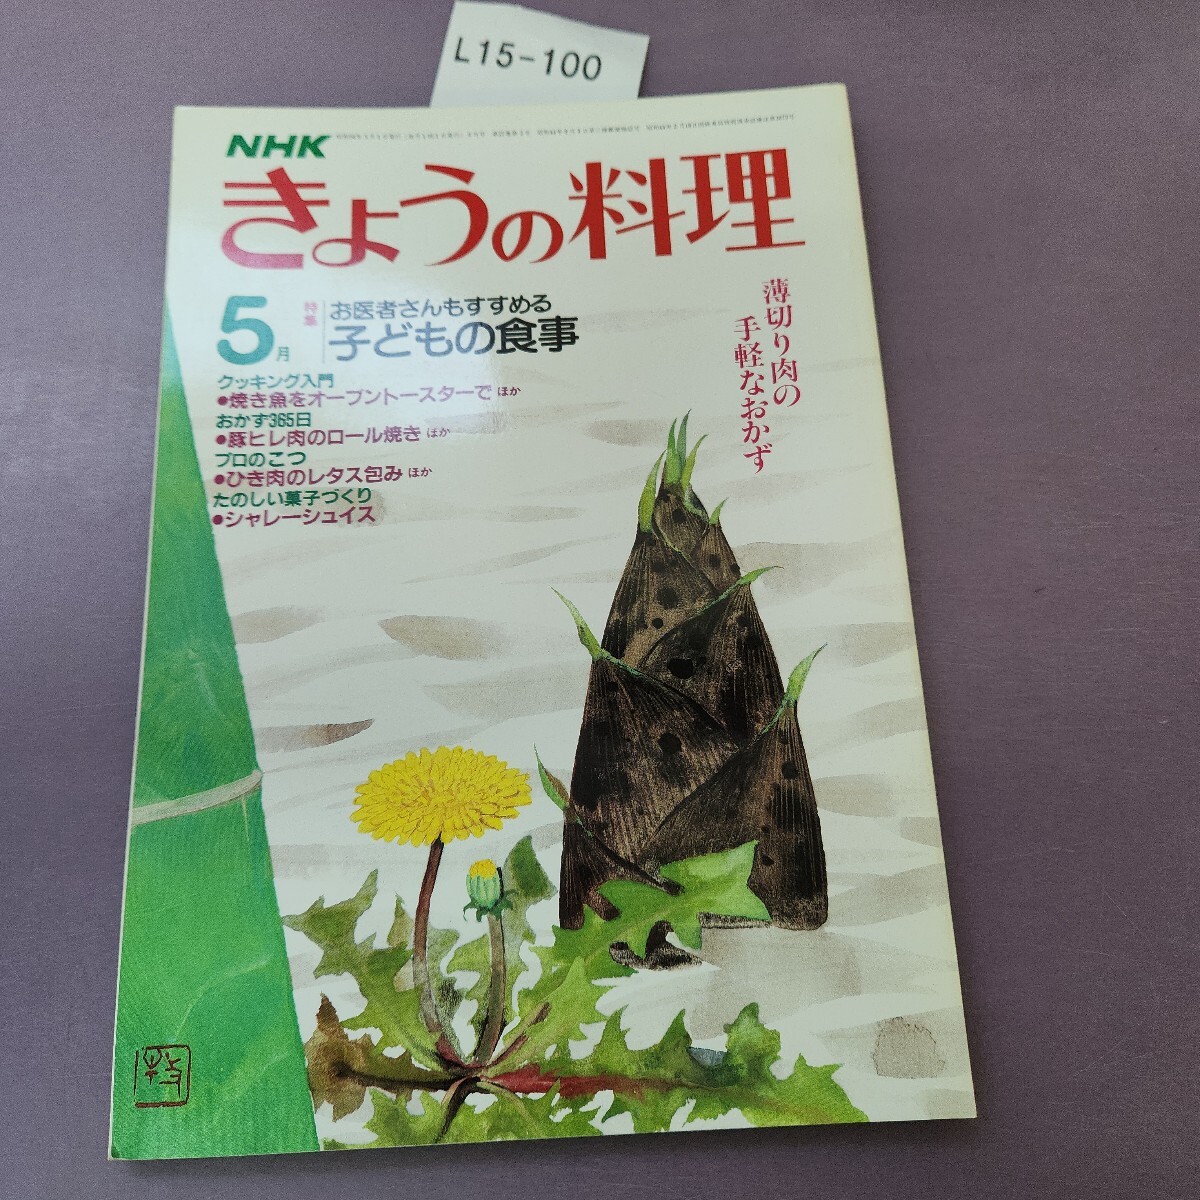 L15-100
NHK
きょうの料理
5月
特集
お医者さんもすすめる
子どもの食事
薄切り肉の
手軽なおかず
クッキング入門
●焼き魚をオーブントースターで ほか
おかず365日
●豚ヒレ肉のロール焼き ほか
プロのこつ
●ひき肉のレタス包み ほか
たのしい菓子づくり
●シャレーシュイス